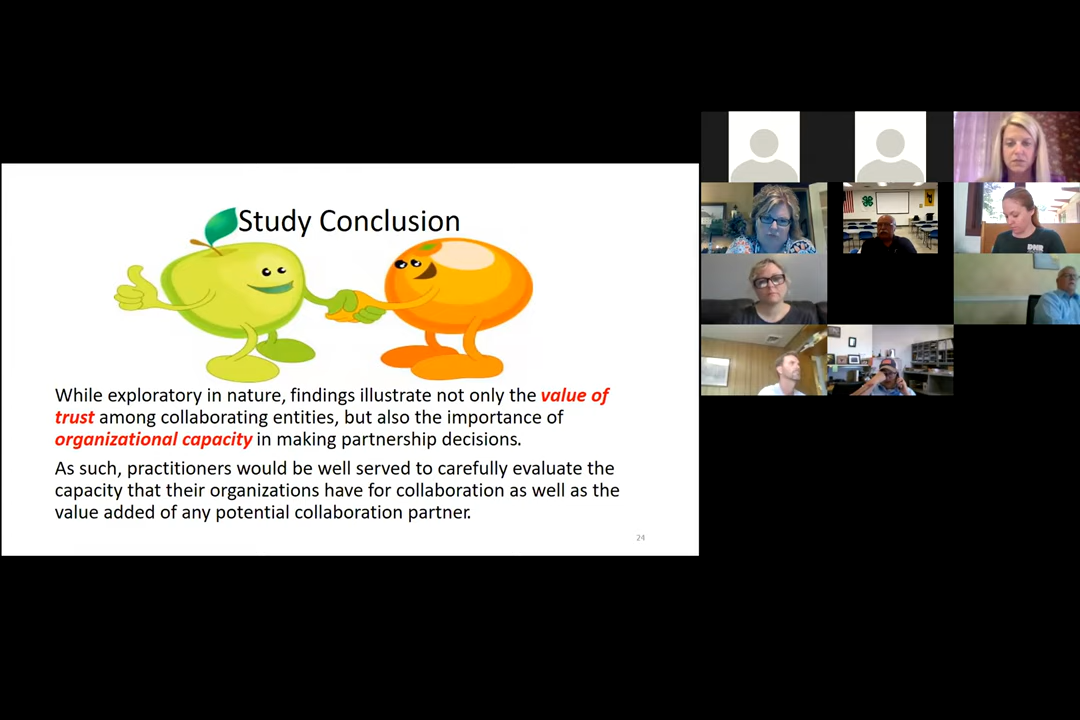 Study Conclusion
While exploratory in nature, findings illustrate not only the value of
trust among collaborating entities, but also the importance of
organizational capacity in making partnership decisions.
As such, practitioners would be well served to carefully evaluate the
capacity that their organizations have for collaboration as well as the
value added of any potential collaboration partner.
24
DNR